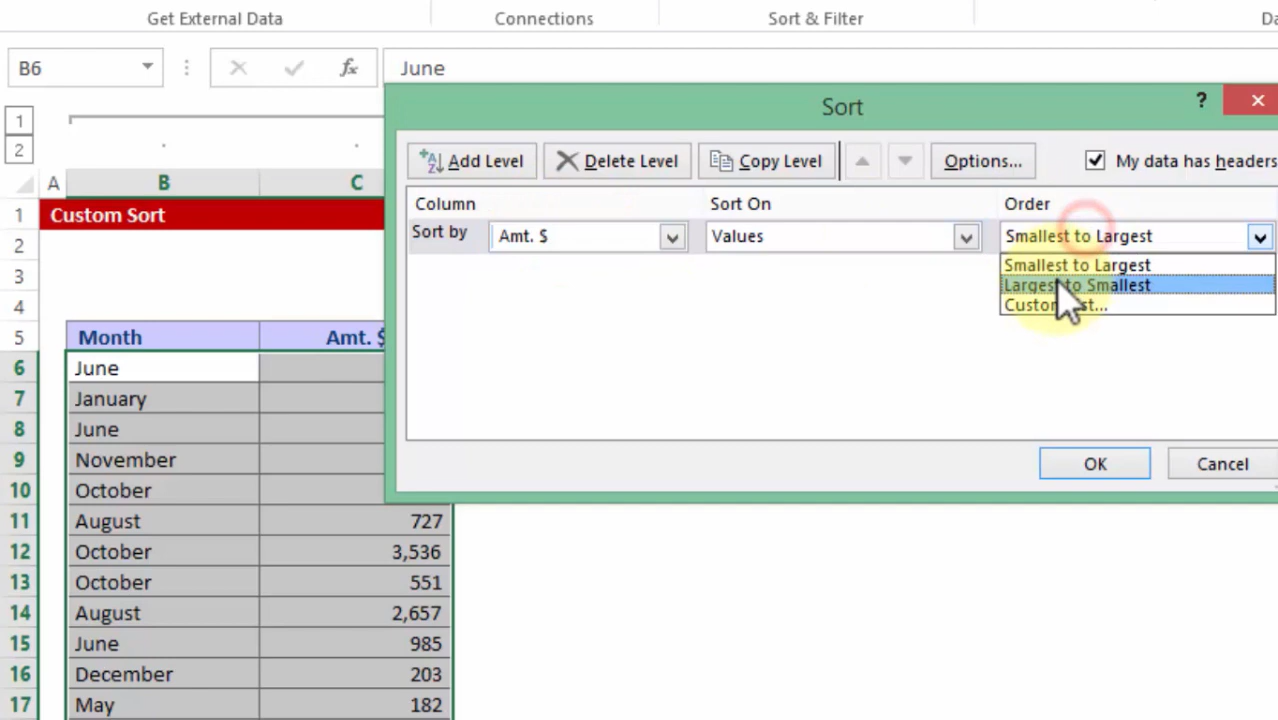 Get External Data Connections Sort & Filter
B6 fx June
Sort ?
1
2
Add Level Delete Level Copy Level Options... My data has headers
A B C
Column Sort On Order
1 Custom Sort
Sort by Amt. $ Values Smallest to Largest
2
Smallest to Largest
3
Largest to Smallest
4
5 Month Amt. $
6 June
7 January
8 June
9 November
OK Cancel
10 October
11 August 727
12 October 3,536
13 October 551
14 August 2,657
15 June 985
16 December 203
17 May 182